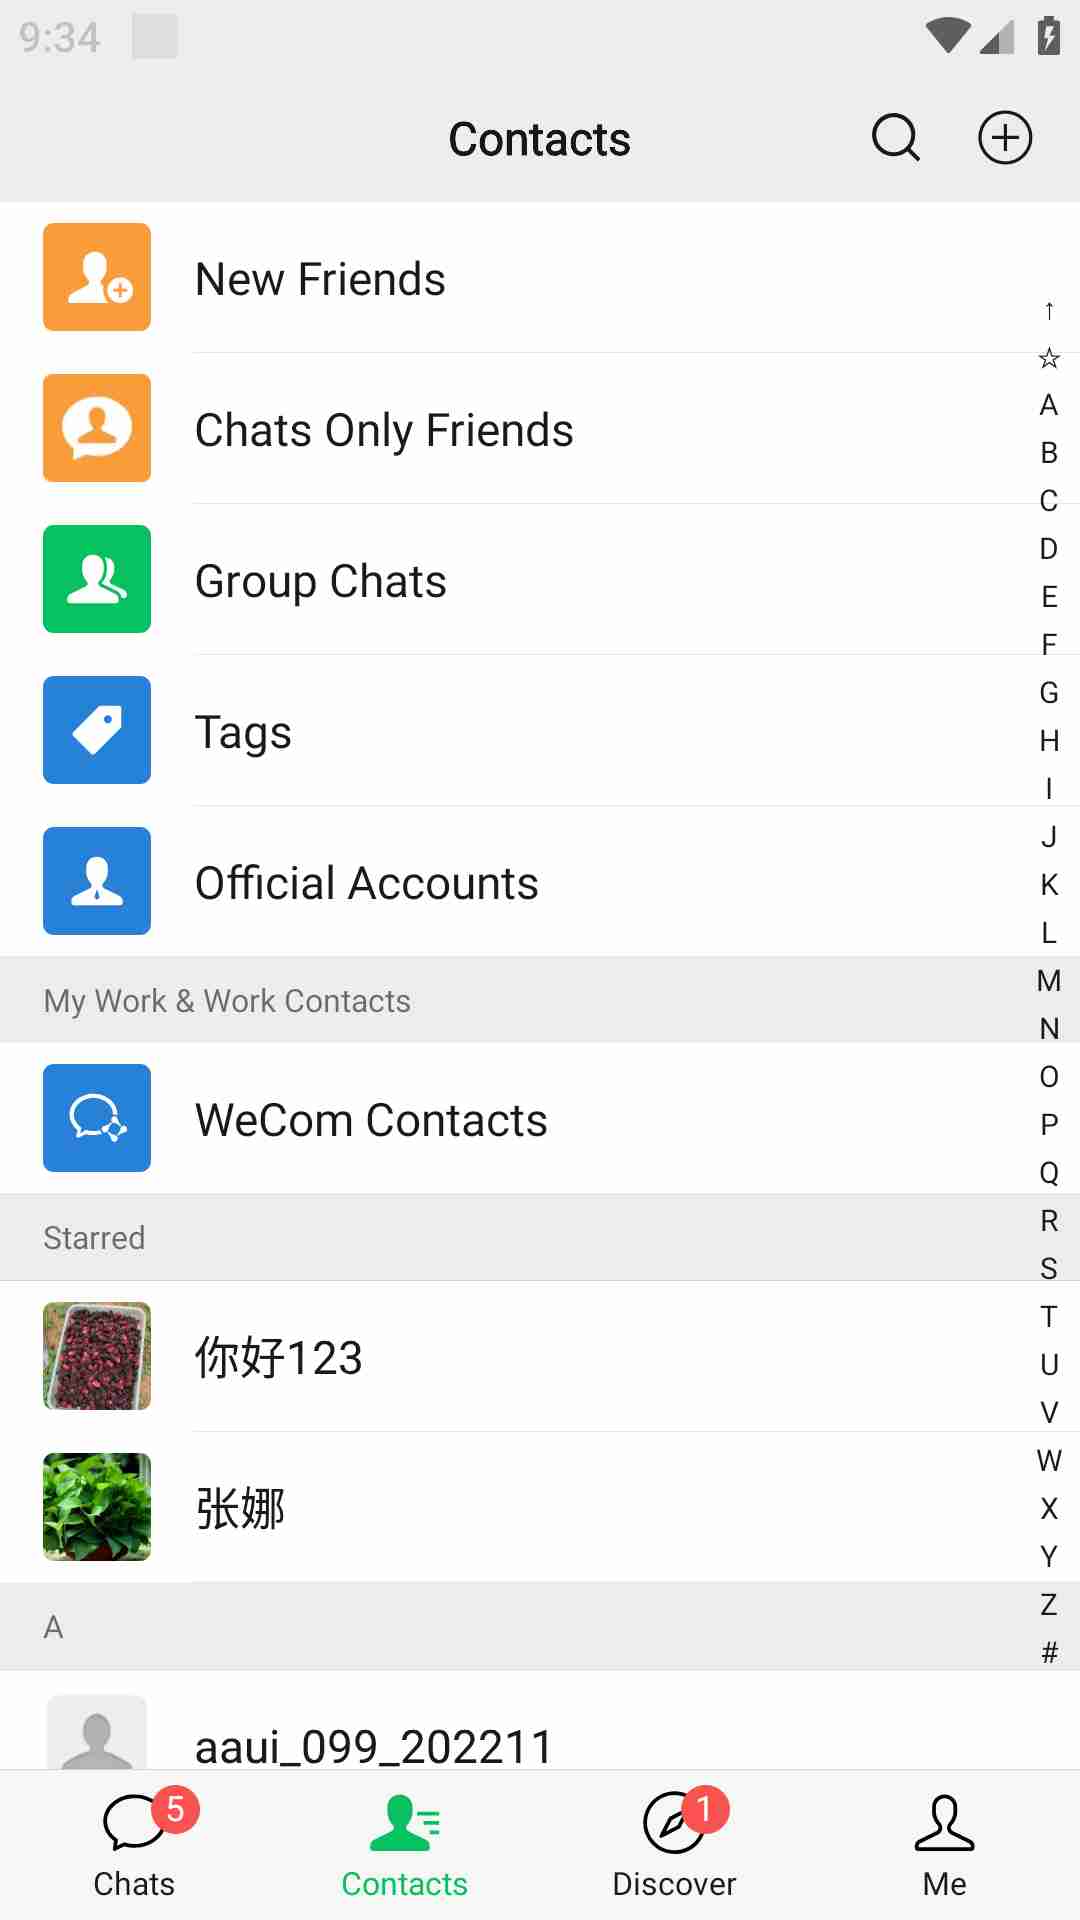 9:34
Contacts
New Friends
Chats Only Friends
Group Chats
Tags
Official Accounts
My Work & Work Contacts
WeCom Contacts
Starred
你好123
张娜
A
aaui_099_202211
↑
☆
A
B
C
D
E
F
G
H
I
J
K
L
M
N
O
P
Q
R
S
T
U
V
W
X
Y
Z
#
5
1
Chats
Contacts
Discover
Me